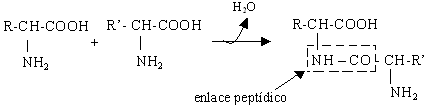 H₂O
R-CH-COOH + R'-CH-COOH R-CH-COOH
NH₂ NH₂ NH–CO–CH-R'
NH₂
enlace peptídico